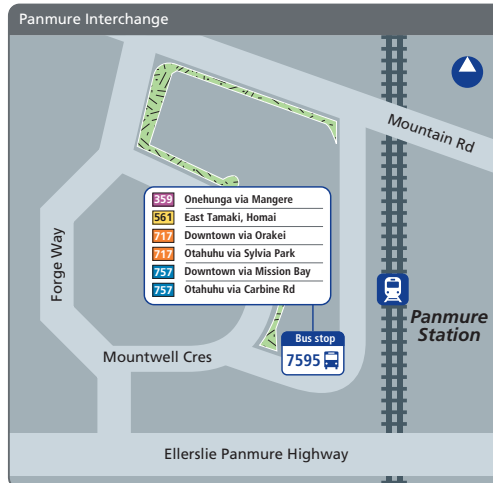 Panmure Interchange
Mountain Rd
359 Onehunga via Mangere
561 East Tamaki, Homai
717 Downtown via Orakei
717 Otahuhu via Sylvia Park
757 Downtown via Mission Bay
757 Otahuhu via Carbine Rd
Forge Way
Panmure
Station
Bus stop
7595
Mountwell Cres
Ellerslie Panmure Highway